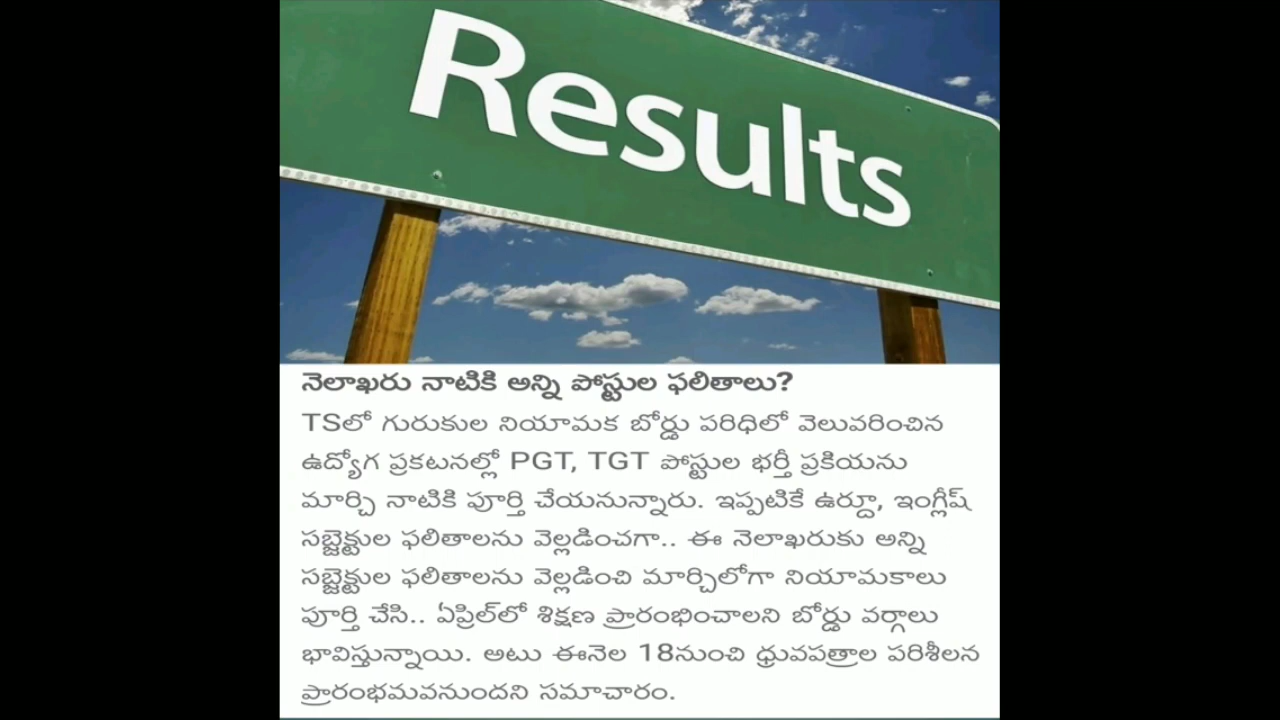 Results
నెలాఖరు నాటికి అన్ని పోస్టుల ఫలితాలు?
TSలో గురుకుల నియామక బోర్డు పరిధిలో వెలువరించిన
ఉద్యోగ ప్రకటనల్లో PGT, TGT పోస్టుల భర్తీ ప్రకియను
మార్చి నాటికి పూర్తి చేయనున్నారు. ఇప్పటికే ఉర్దూ, ఇంగ్లీష్
సబ్జెక్టుల ఫలితాలను వెల్లడించగా.. ఈ నెలాఖరుకు అన్ని
సబ్జెక్టుల ఫలితాలను వెల్లడించి మార్చిలోగా నియామకాలు
పూర్తి చేసి.. ఏప్రిల్‌లో శిక్షణ ప్రారంభించాలని బోర్డు వర్గాలు
భావిస్తున్నాయి. అటు ఈనెల 18నుంచి ధ్రువపత్రాల పరిశీలన
ప్రారంభమవనుందని సమాచారం.